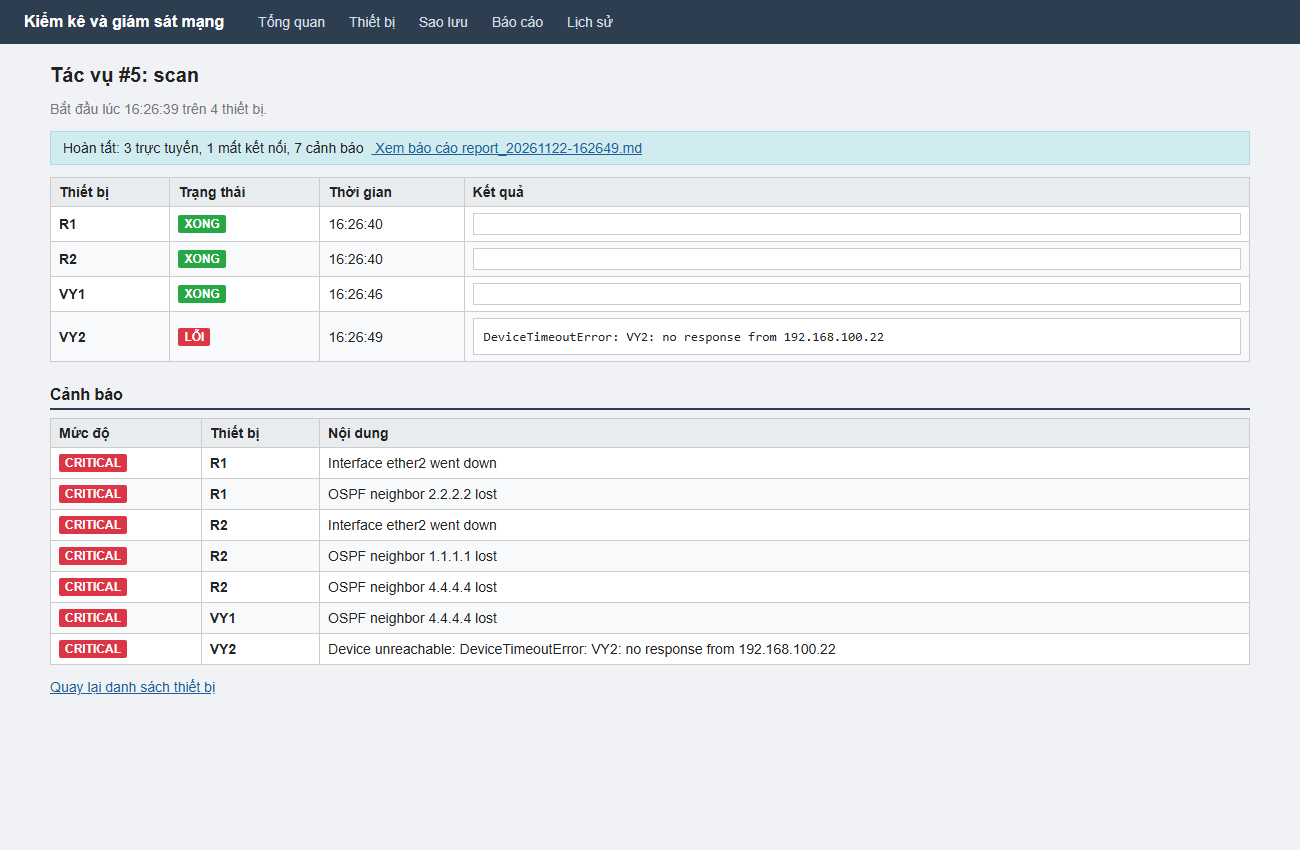 Kiểm kê và giám sát mạng Tổng quan Thiết bị Sao lưu Báo cáo Lịch sử
Tác vụ #5: scan
Bắt đầu lúc 16:26:39 trên 4 thiết bị.
Hoàn tất: 3 trực tuyến, 1 mất kết nối, 7 cảnh báo Xem báo cáo report_20261122-162649.md
Thiết bị Trạng thái Thời gian Kết quả
R1 XONG 16:26:40
R2 XONG 16:26:40
VY1 XONG 16:26:46
VY2 LỖI 16:26:49 DeviceTimeoutError: VY2: no response from 192.168.100.22
Cảnh báo
Mức độ Thiết bị Nội dung
CRITICAL R1 Interface ether2 went down
CRITICAL R1 OSPF neighbor 2.2.2.2 lost
CRITICAL R2 Interface ether2 went down
CRITICAL R2 OSPF neighbor 1.1.1.1 lost
CRITICAL R2 OSPF neighbor 4.4.4.4 lost
CRITICAL VY1 OSPF neighbor 4.4.4.4 lost
CRITICAL VY2 Device unreachable: DeviceTimeoutError: VY2: no response from 192.168.100.22
Quay lại danh sách thiết bị